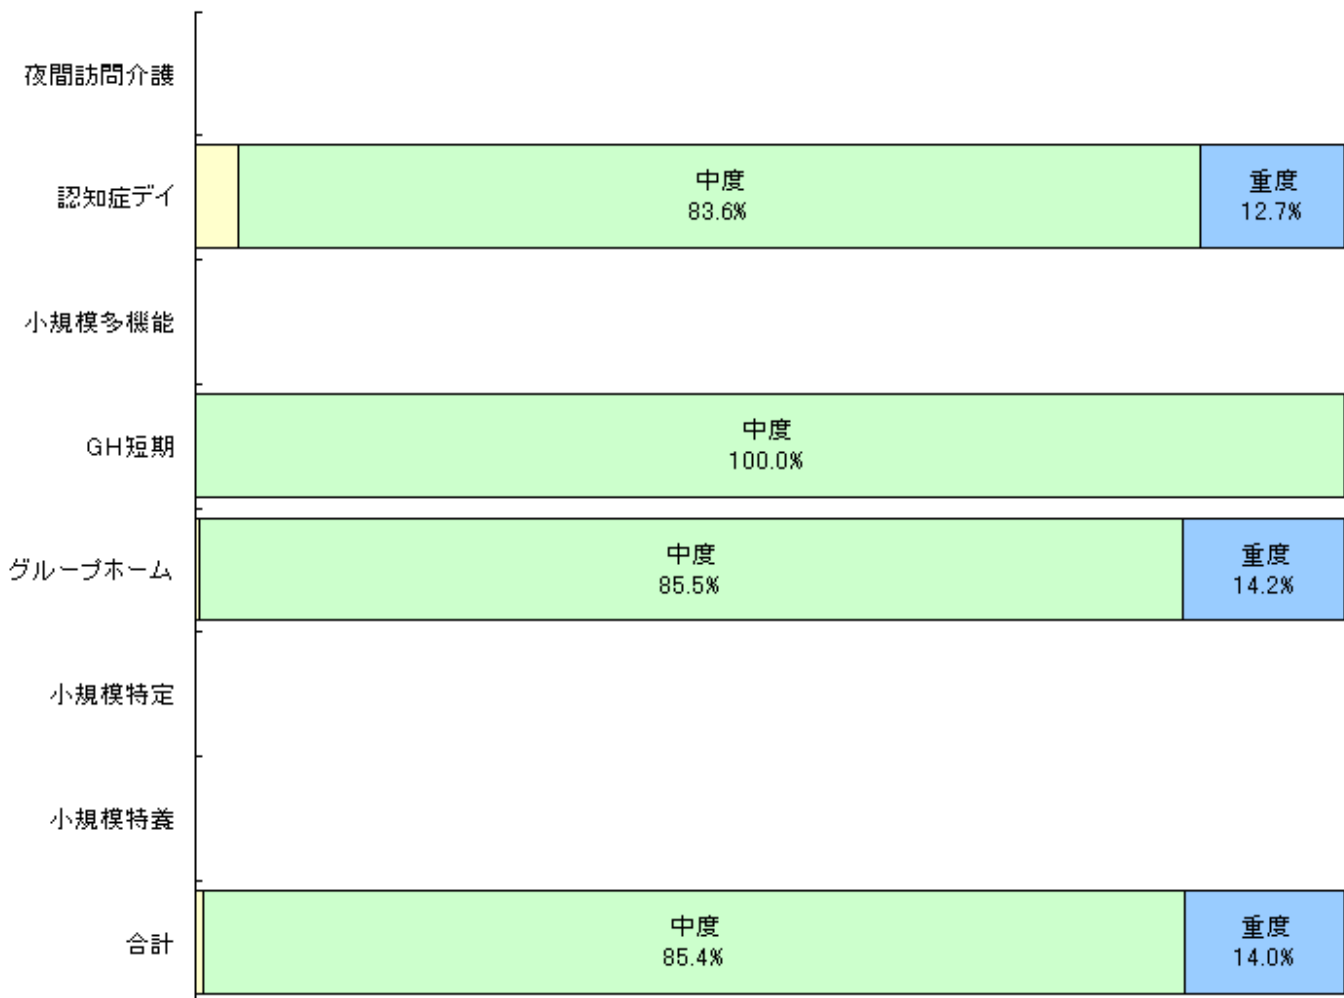 夜間訪問介護
認知症デイ
中度
83.6%
重度
12.7%
小規模多機能
GH短期
中度
100.0%
グループホーム
中度
85.5%
重度
14.2%
小規模特定
小規模特養
合計
中度
85.4%
重度
14.0%